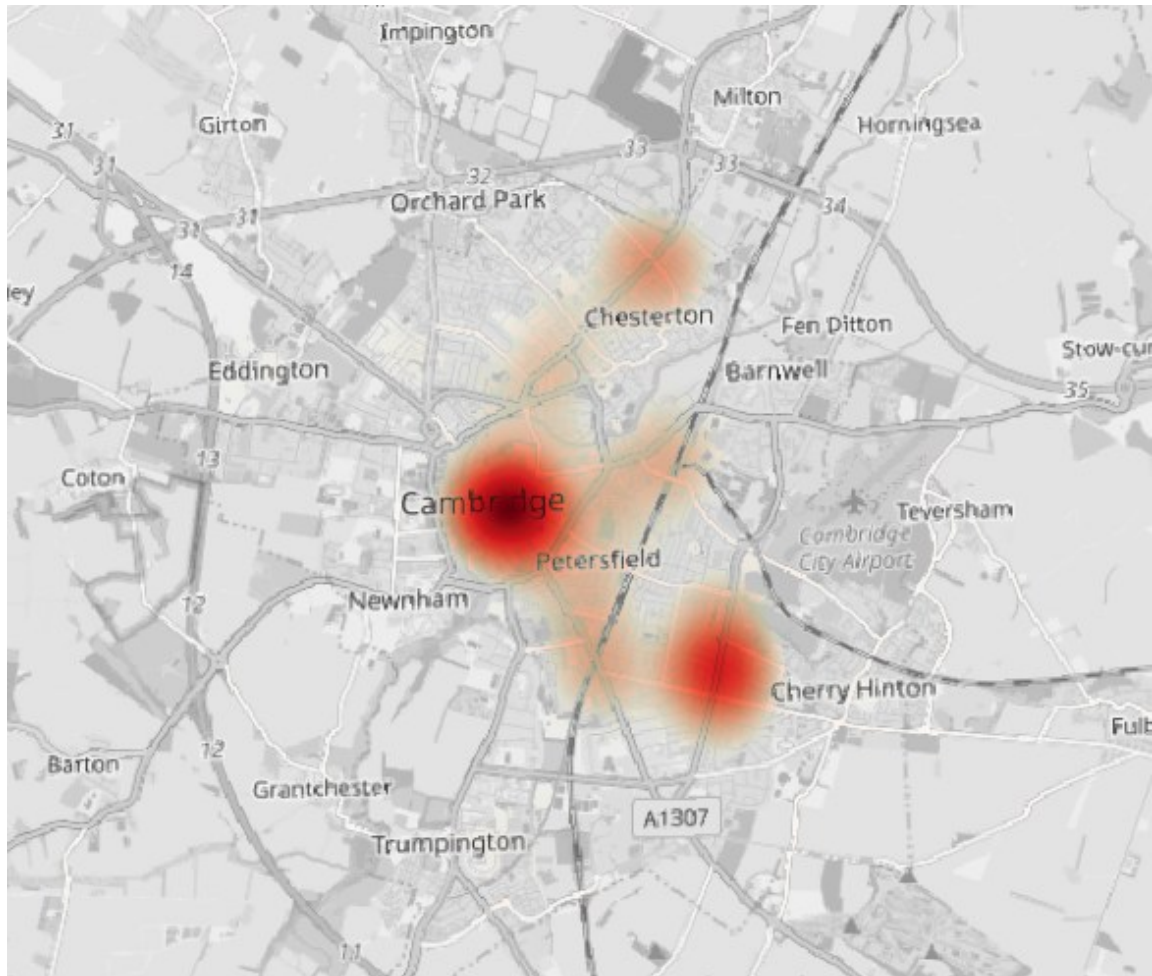 Impington
Milton
Girton
Horningsea
31
33
33
31
32
Orchard Park
34
31
31
14
ley
Chesterton
Fen Ditton
Stow-cur
Eddington
Barnwell
35
13
Coton
Cambridge
Teversham
Cambridge
City Airport
Petersfield
12
Newnham
Cherry Hinton
Fulb
12
Barton
Grantchester
A1307
Trumpington
11